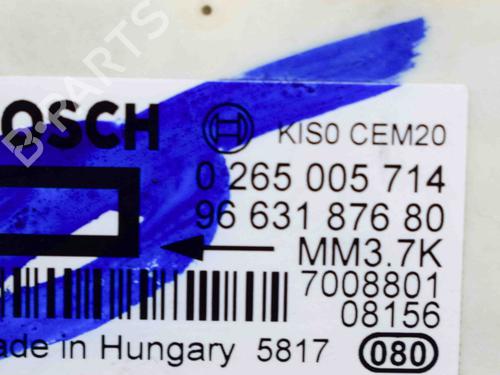 B-PARTS
OSCH KIS0 CEM20
0 265 005 714
96 631 876 80
MM3.7K
7008801
08156
ade in Hungary 5817 080